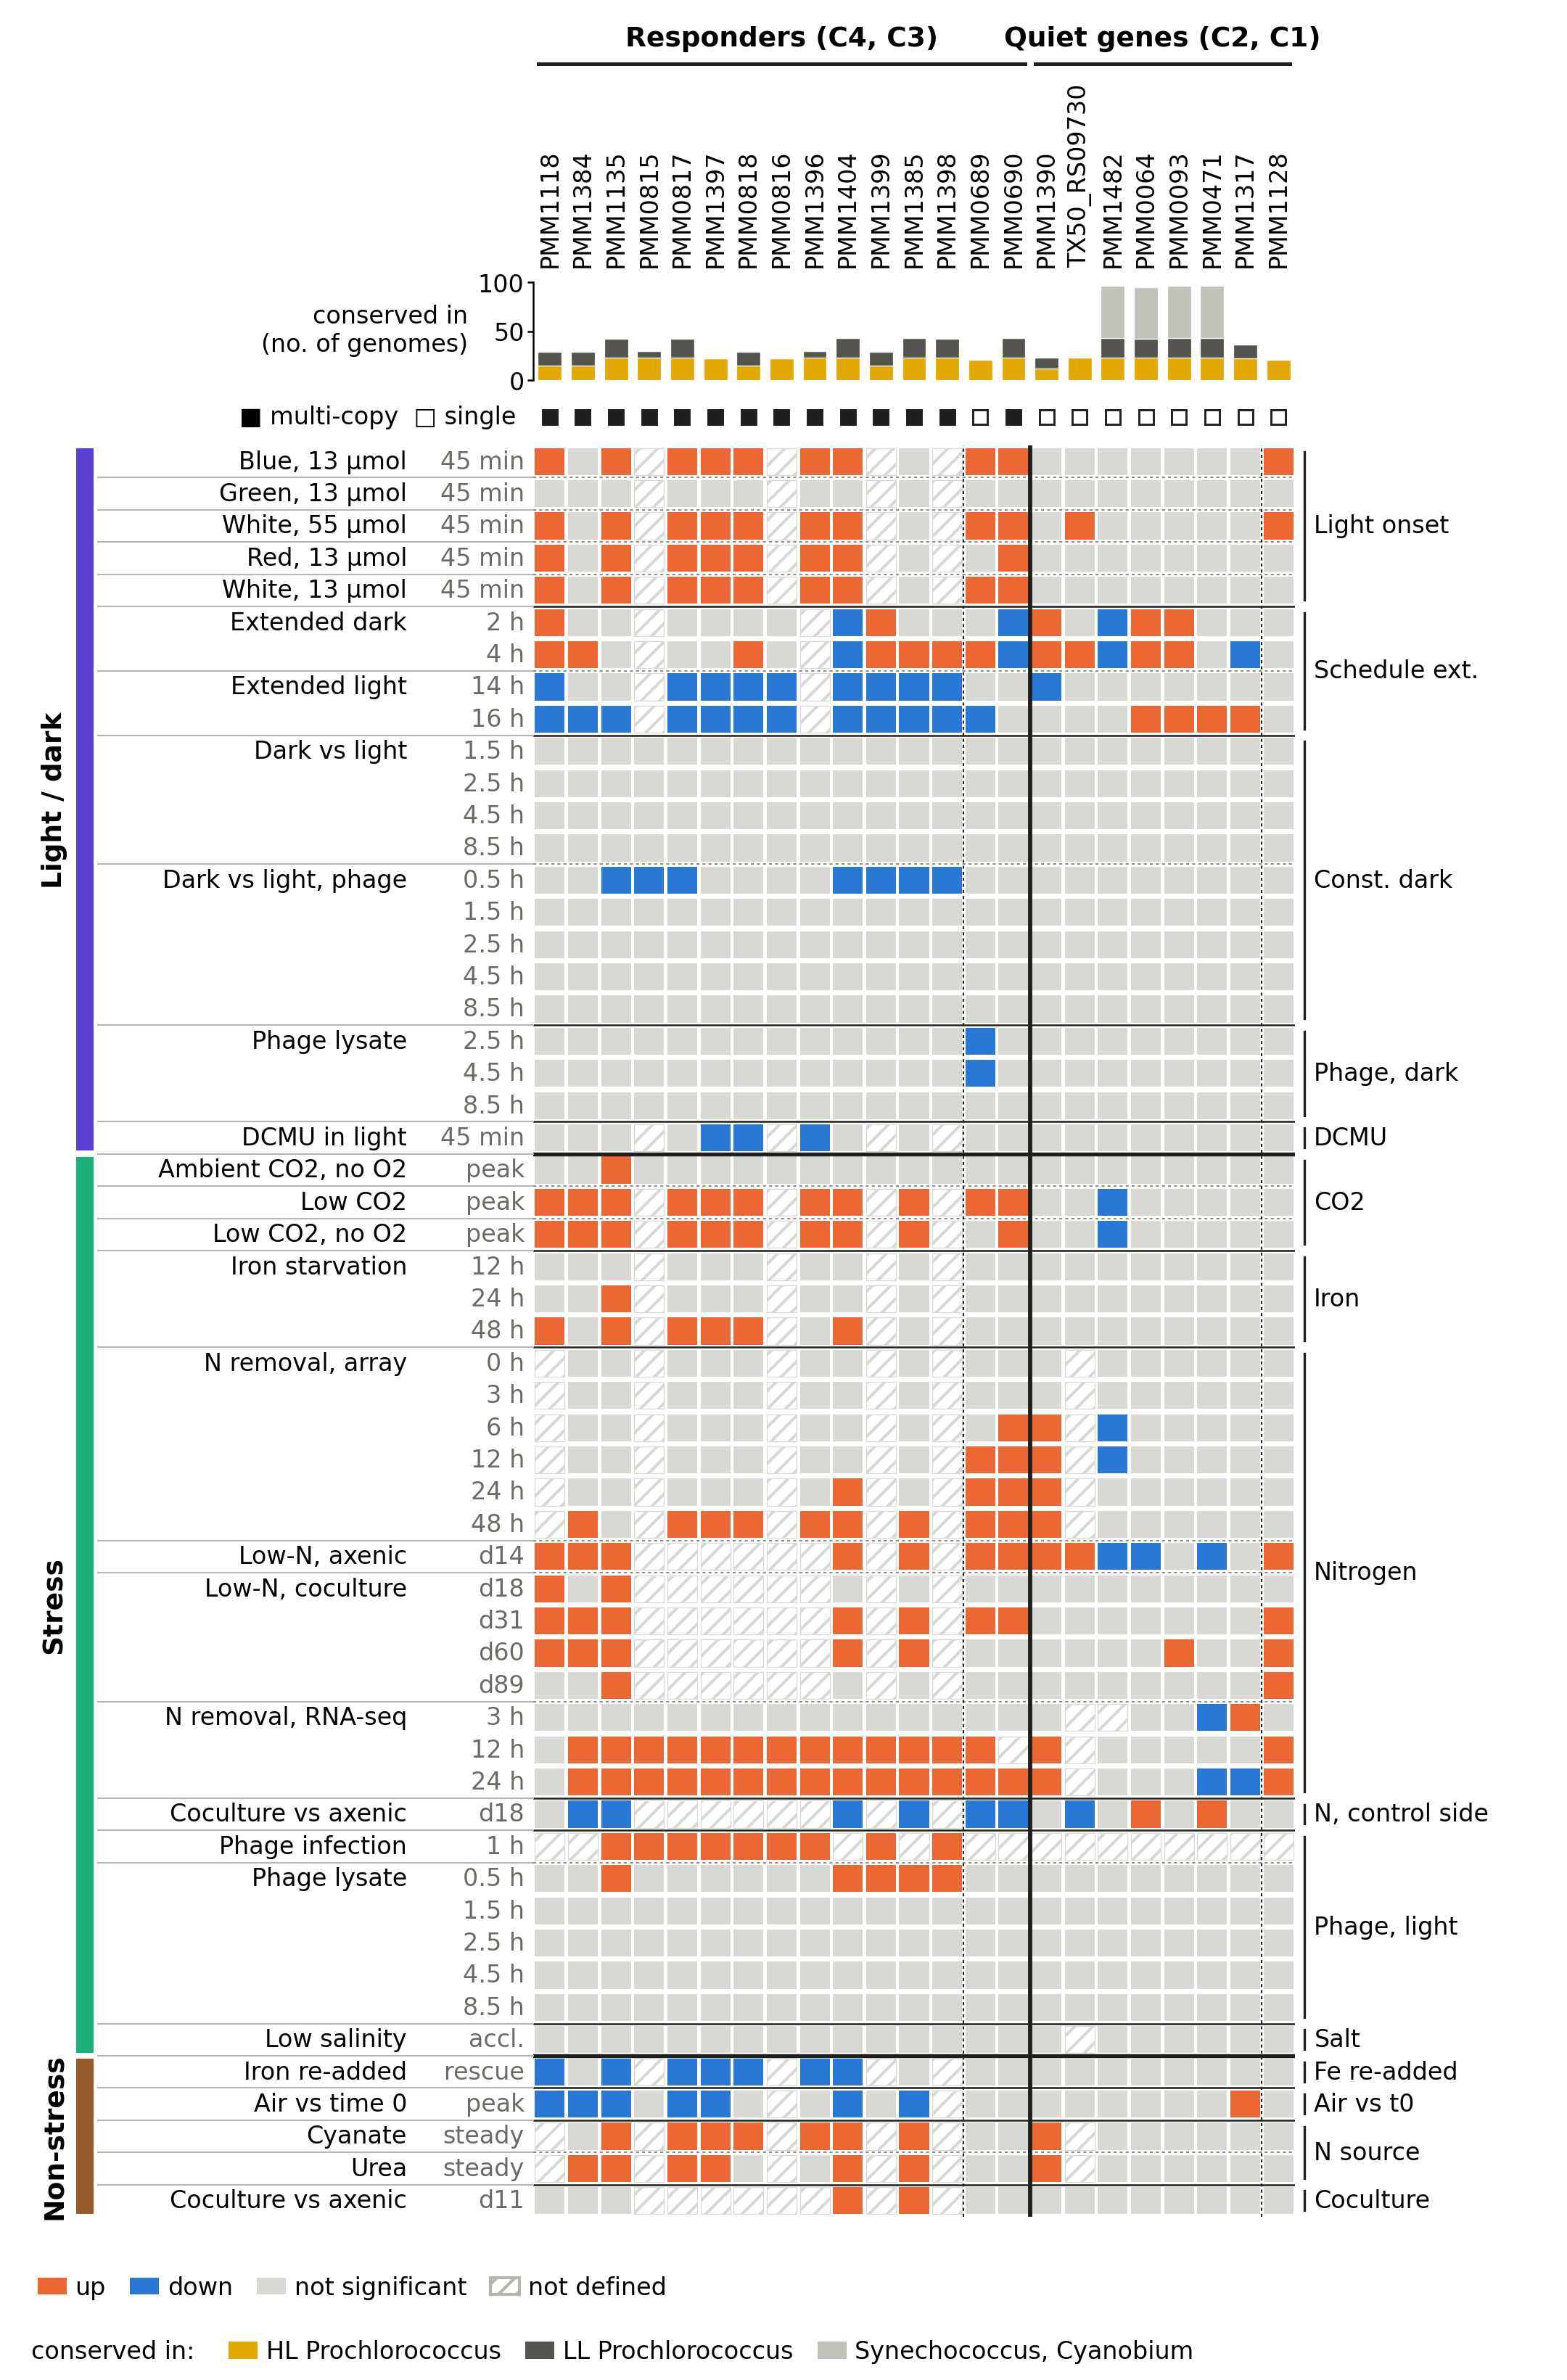 Responders (C4, C3) Quiet genes (C2, C1)
PMM1118 PMM1384 PMM1135 PMM0815 PMM0817 PMM1397 PMM0818 PMM0816 PMM1396 PMM1404 PMM1399 PMM1385 PMM1398 PMM0689 PMM0690 PMM1390 TX50_RS09730 PMM1482 PMM0064 PMM0093 PMM0471 PMM1317 PMM1128
100
conserved in
50
(no. of genomes)
0
■ multi-copy □ single
Light / dark
Blue, 13 µmol 45 min
Green, 13 µmol 45 min
White, 55 µmol 45 min Light onset
Red, 13 µmol 45 min
White, 13 µmol 45 min
Extended dark 2 h
4 h Schedule ext.
Extended light 14 h
16 h
Dark vs light 1.5 h
2.5 h
4.5 h
8.5 h
Dark vs light, phage 0.5 h Const. dark
1.5 h
2.5 h
4.5 h
8.5 h
Phage lysate 2.5 h
4.5 h Phage, dark
8.5 h
DCMU in light 45 min DCMU
Stress
Ambient CO2, no O2 peak
Low CO2 peak CO2
Low CO2, no O2 peak
Iron starvation 12 h
24 h Iron
48 h
N removal, array 0 h
3 h
6 h
12 h
24 h
48 h
Low-N, axenic d14 Nitrogen
Low-N, coculture d18
d31
d60
d89
N removal, RNA-seq 3 h
12 h
24 h
Coculture vs axenic d18 N, control side
Phage infection 1 h
Phage lysate 0.5 h
1.5 h Phage, light
2.5 h
4.5 h
8.5 h
Low salinity accl. Salt
Non-stress
Iron re-added rescue Fe re-added
Air vs time 0 peak Air vs t0
Cyanate steady N source
Urea steady
Coculture vs axenic d11 Coculture
up down not significant not defined
conserved in: HL Prochlorococcus LL Prochlorococcus Synechococcus, Cyanobium